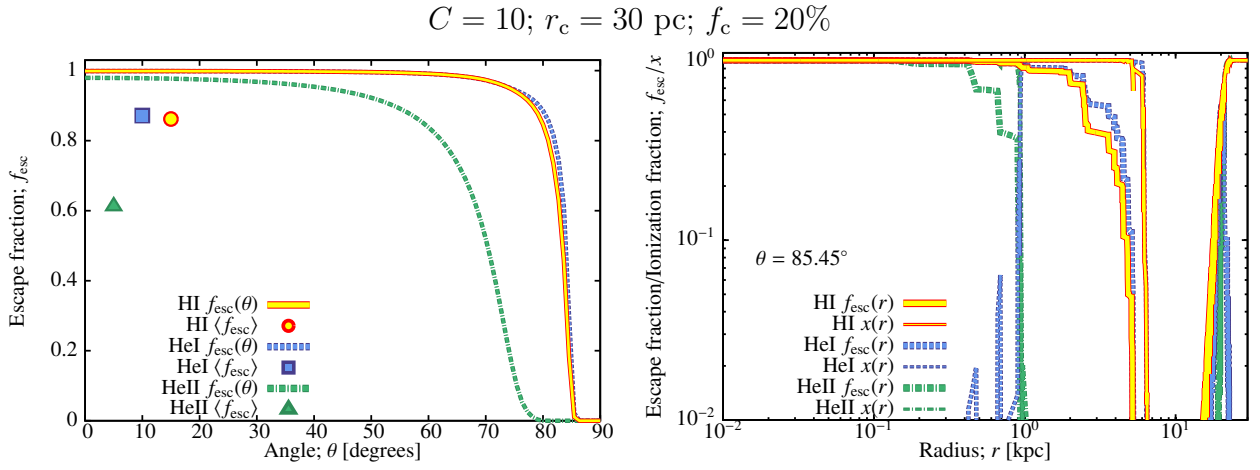 C = 10; r_c = 30 pc; f_c = 20%
Escape fraction; f_esc
1
0.8
0.6
0.4
0.2
0
HI f_esc(θ)
HI ⟨f_esc⟩
HeI f_esc(θ)
HeI ⟨f_esc⟩
HeII f_esc(θ)
HeII ⟨f_esc⟩
0 10 20 30 40 50 60 70 80 90
Angle; θ [degrees]
Escape fraction/Ionization fraction; f_esc/x
10^0
10^-1
10^-2
θ = 85.45°
HI f_esc(r)
HI x(r)
HeI f_esc(r)
HeI x(r)
HeII f_esc(r)
HeII x(r)
10^-2 10^-1 10^0 10^1
Radius; r [kpc]